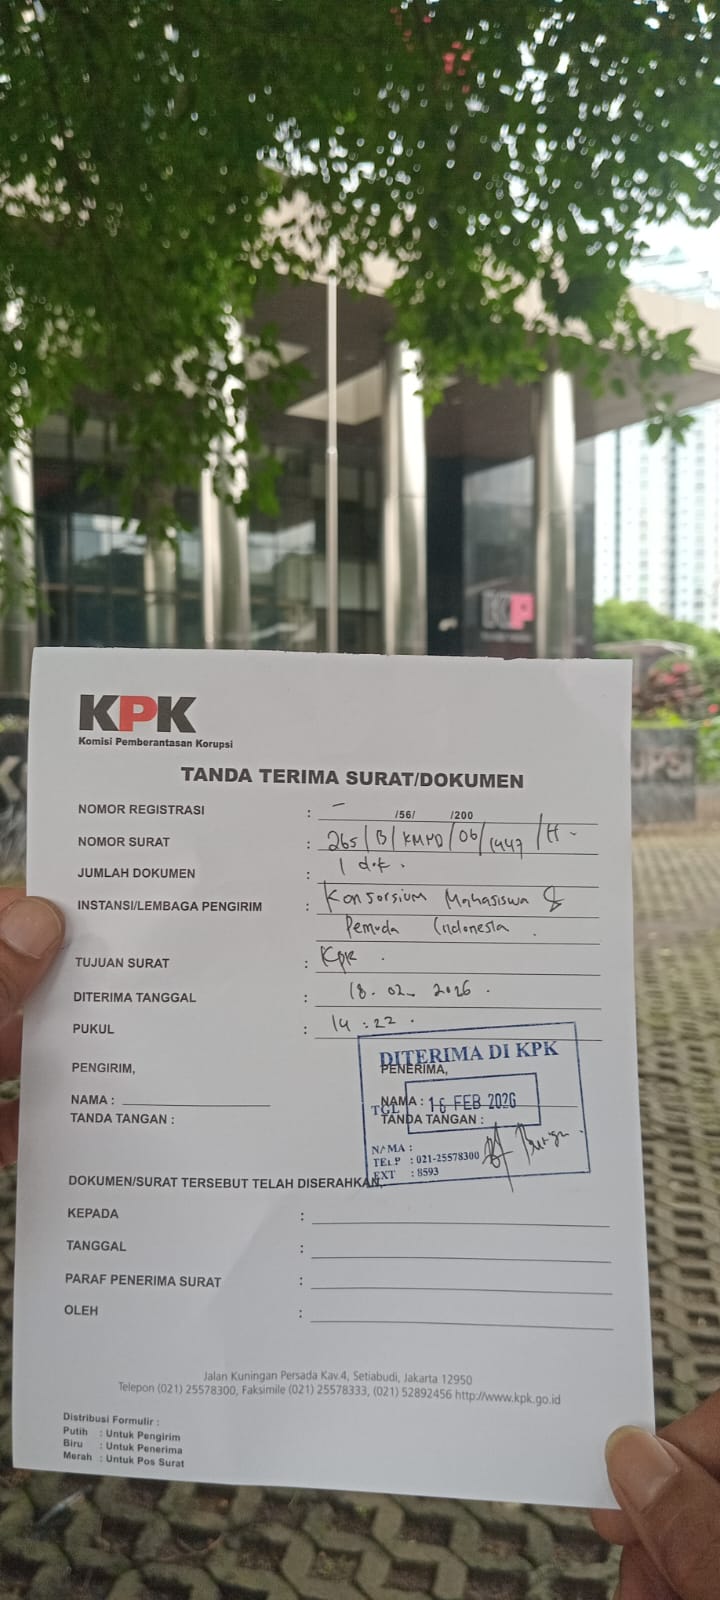 KP
UPSI
KPK
Komisi Pemberantasan Korupsi
TANDA TERIMA SURAT/DOKUMEN
NOMOR REGISTRASI : - /56/ /200
NOMOR SURAT : 265/B/KMPD/06/1447/H-
JUMLAH DOKUMEN : 1 dok.
INSTANSI/LEMBAGA PENGIRIM : Konsorsium Mahasiswa &
Pemuda Indonesia.
TUJUAN SURAT : KPK.
DITERIMA TANGGAL : 18.02.2026.
PUKUL : 14:22.
DITERIMA DI KPK
PENGIRIM, PENERIMA,
NAMA : NAMA :
TGL 16 FEB 2026
TANDA TANGAN : TANDA TANGAN :
NAMA :
TELP : 021-25578300
EXT : 8593
DOKUMEN/SURAT TERSEBUT TELAH DISERAHKAN,
KEPADA :
TANGGAL :
PARAF PENERIMA SURAT :
OLEH :
Jalan Kuningan Persada Kav.4, Setiabudi, Jakarta 12950
Telepon (021) 25578300, Faksimile (021) 25578333, (021) 52892456 http://www.kpk.go.id
Distribusi Formulir :
Putih : Untuk Pengirim
Biru : Untuk Penerima
Merah : Untuk Pos Surat